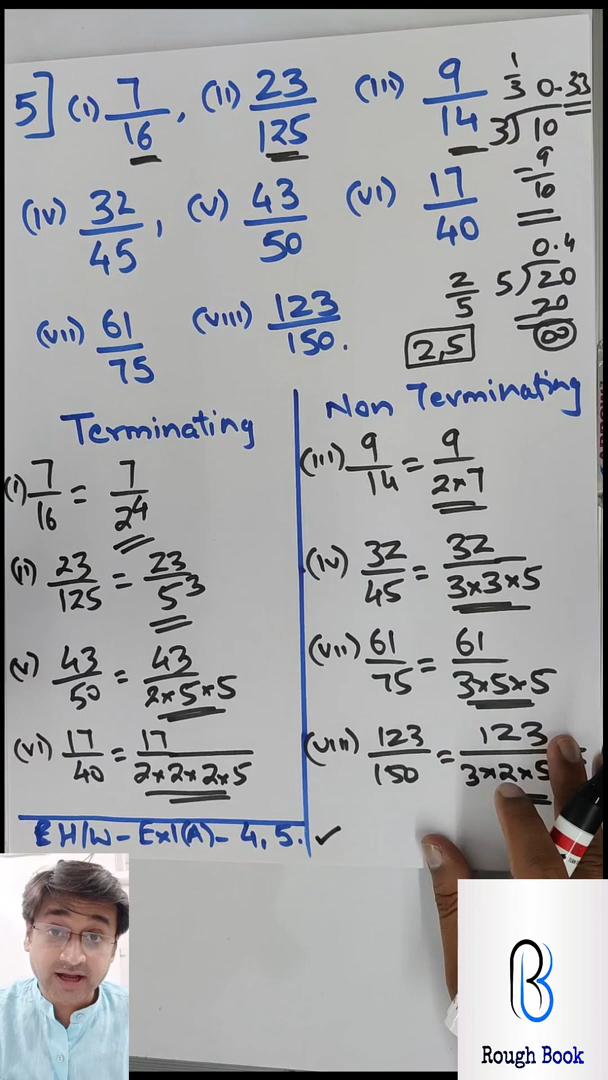 5] (i) 7/16, (ii) 23/125 (iii) 9/14
1/3 0.33
3)10
=9
10
(iv) 32/45, (v) 43/50 (vi) 17/40
0.4
2/5 5)20
20
00
2,5
(vii) 61/75 (viii) 123/150.
Terminating
Non Terminating
(i) 7/16 = 7/2^4
(ii) 23/125 = 23/5^3
(v) 43/50 = 43/2×5×5
(vi) 17/40 = 17/2×2×2×5
(iii) 9/14 = 9/2×7
(iv) 32/45 = 32/3×3×5
(vii) 61/75 = 61/3×5×5
(viii) 123/150 = 123/3×2×5
H/W - Ex1(A) - 4, 5. ✓
B
Rough Book